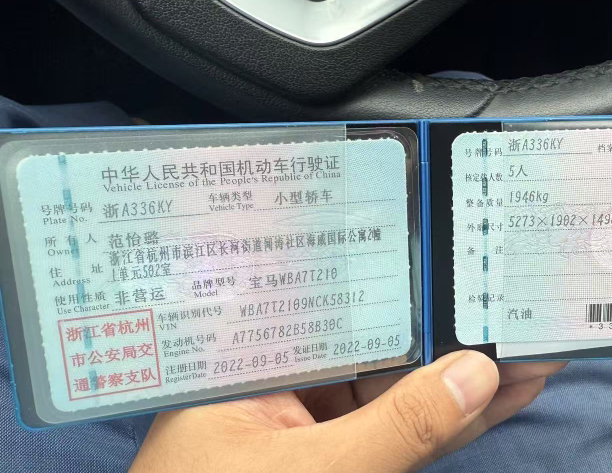 中华人民共和国机动车行驶证
Vehicle License of the People's Republic of China
号牌号码 浙A336KY 车辆类型 小型轿车
Plate No. Vehicle Type
所有人 范怡璐
Owner
住址 浙江省杭州市滨江区长河街道闻涛社区海威国际公寓2幢
Address 1单元502室
使用性质 非营运 品牌型号 宝马WBA7T210
Use Character Model
浙江省杭州
市公安局交
通警察支队
车辆识别代号 WBA7T2109NCK58312
VIN
发动机号码 A7756782B58B30C
Engine No.
注册日期 2022-09-05 发证日期 2022-09-05
Register Date Issue Date
号牌号码 浙A336KY 档案
核定载人数 5人
整备质量 1946kg
外廓尺寸 5273×1902×149
备注
检验记录
汽油